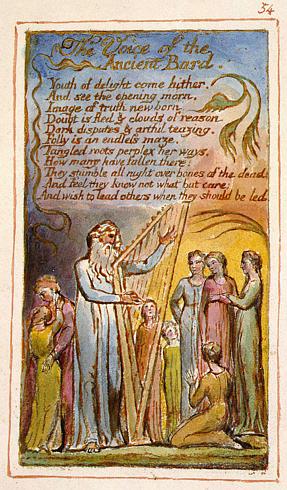 54
The Voice of the
Ancient Bard.
Youth of delight come hither.
And see the opening morn,
Image of truth new born
Doubt is fled & clouds of reason
Dark disputes & artful teazing.
Folly is an endless maze.
Tangled roots perplex her ways.
How many have fallen there!
They stumble all night over bones of the dead;
And feel they know not what but care;
And wish to lead others when they should be led.